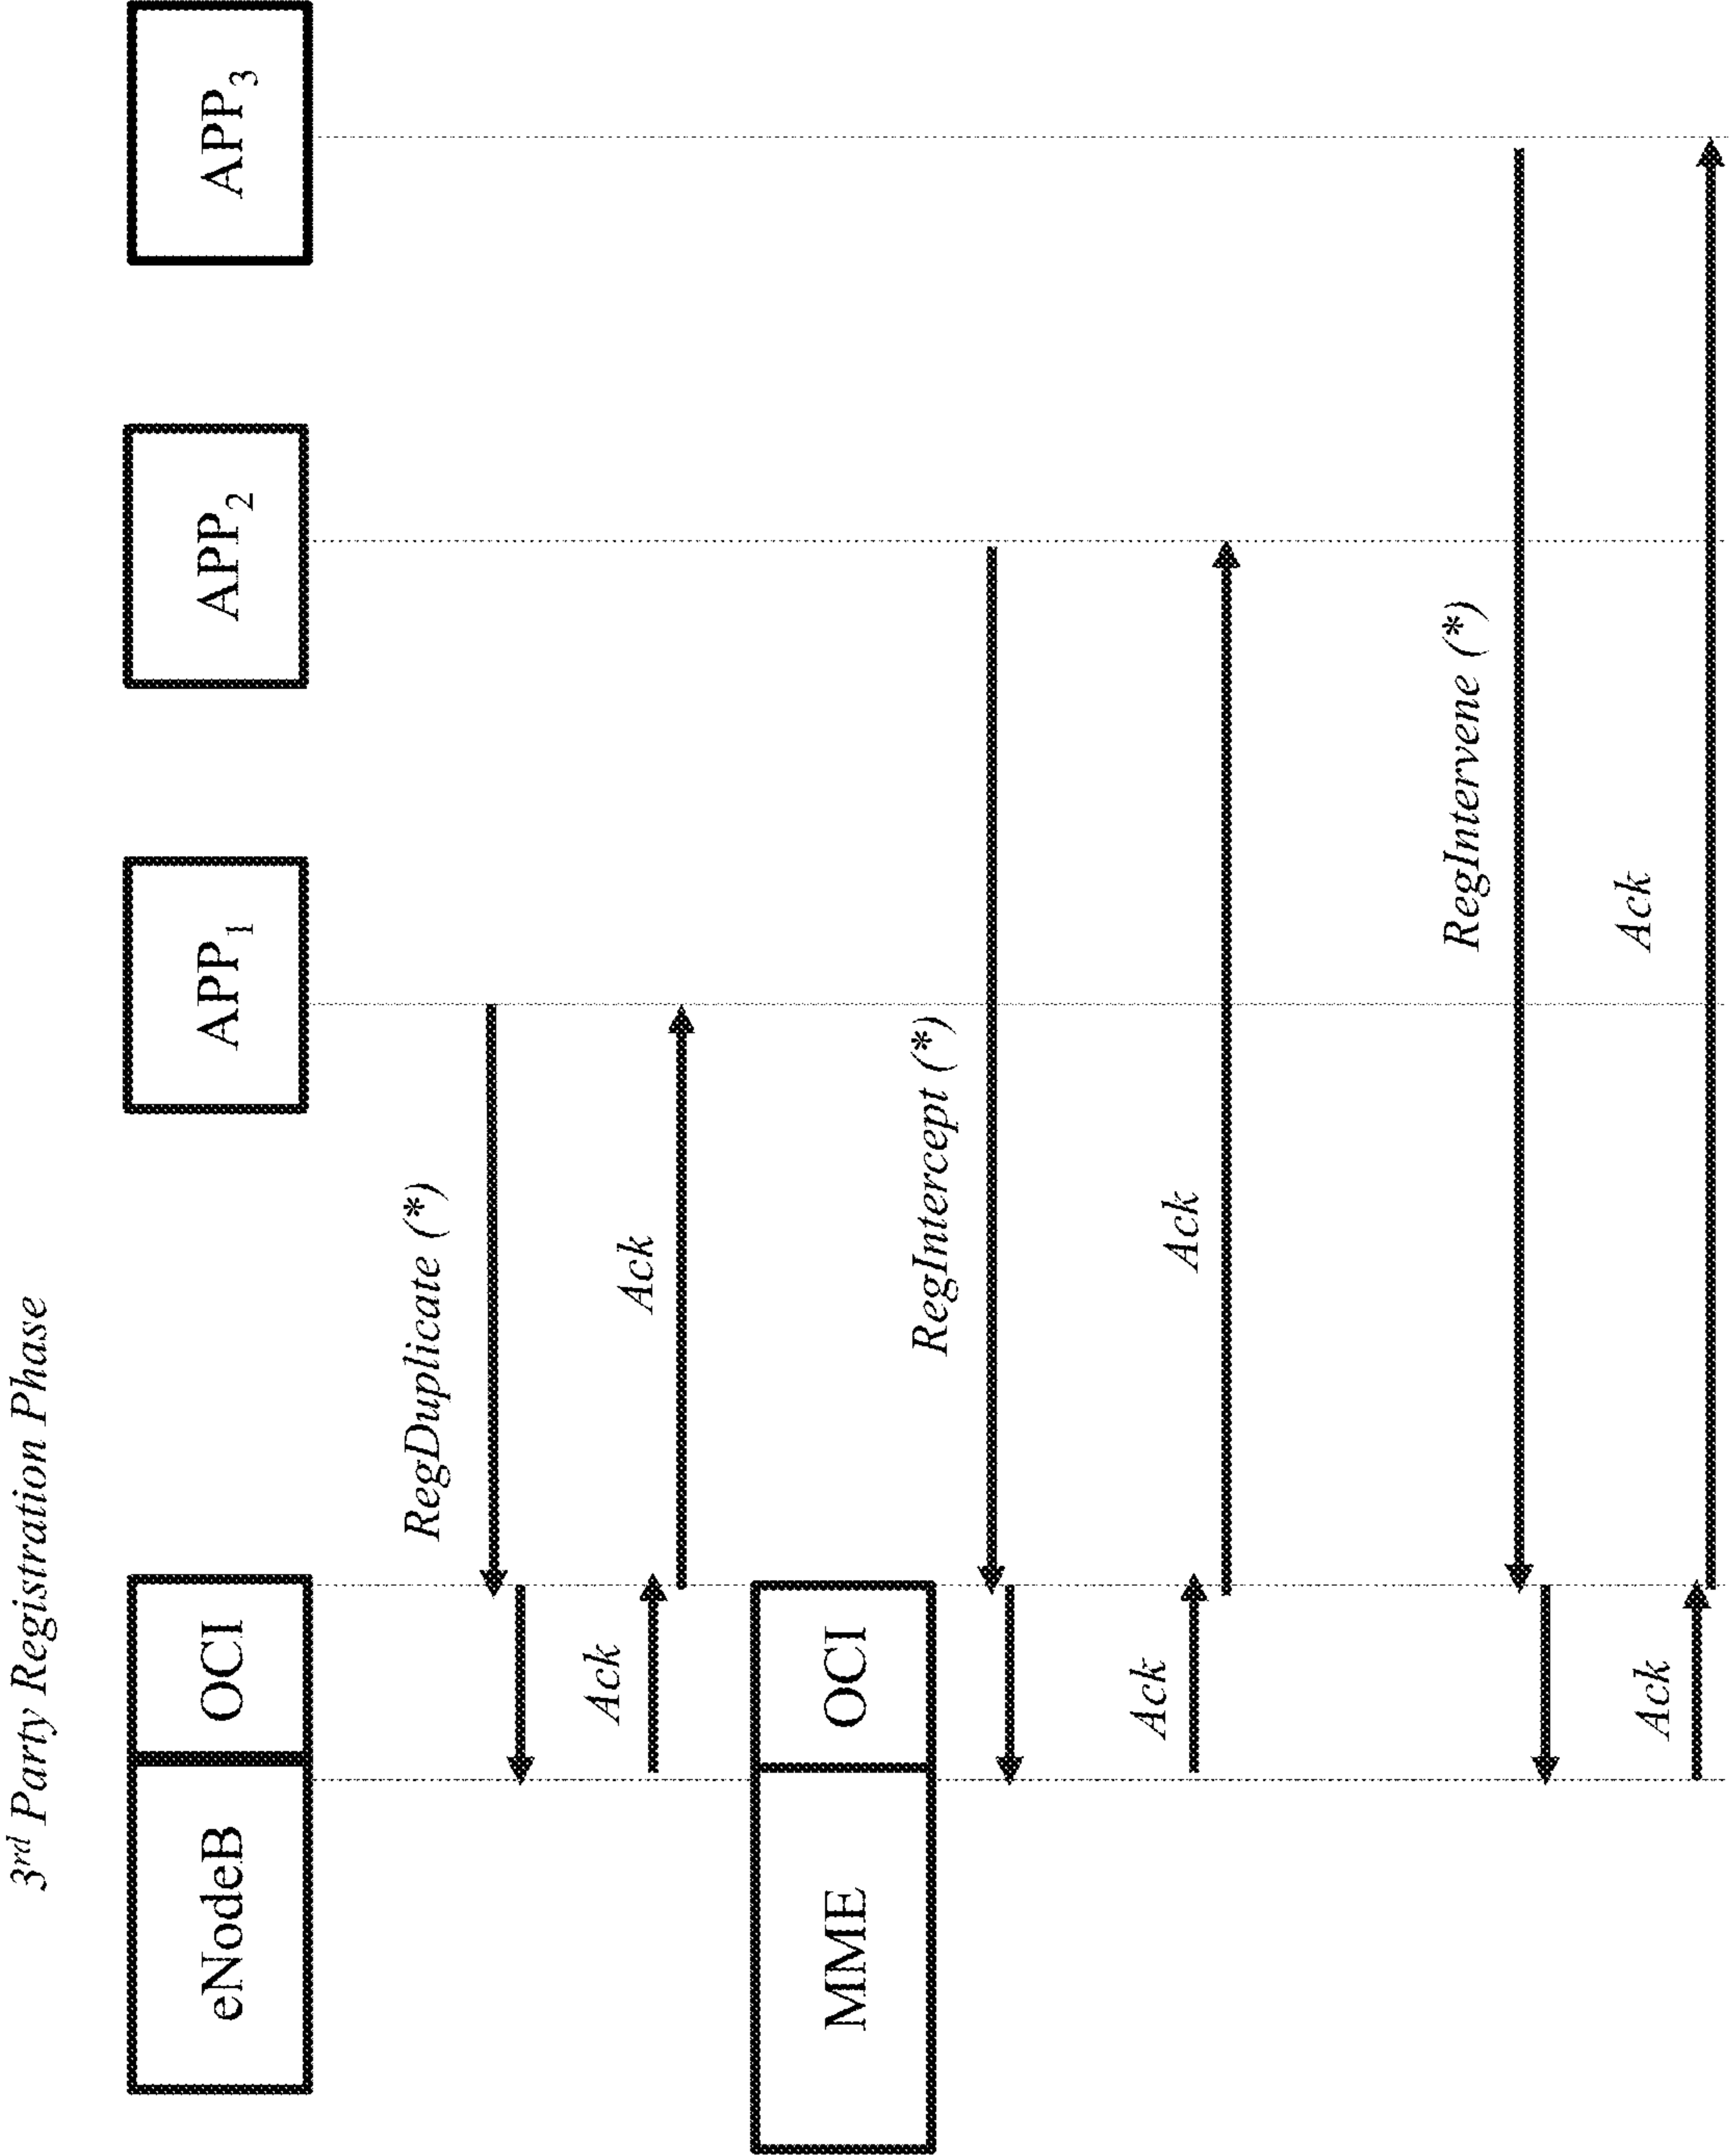 3rd Party Registration Phase
eNodeB
OCI
APP1
APP2
APP3
RegDuplicate (*)
Ack
Ack
MME
OCI
RegIntercept (*)
Ack
Ack
RegIntervene (*)
Ack
Ack